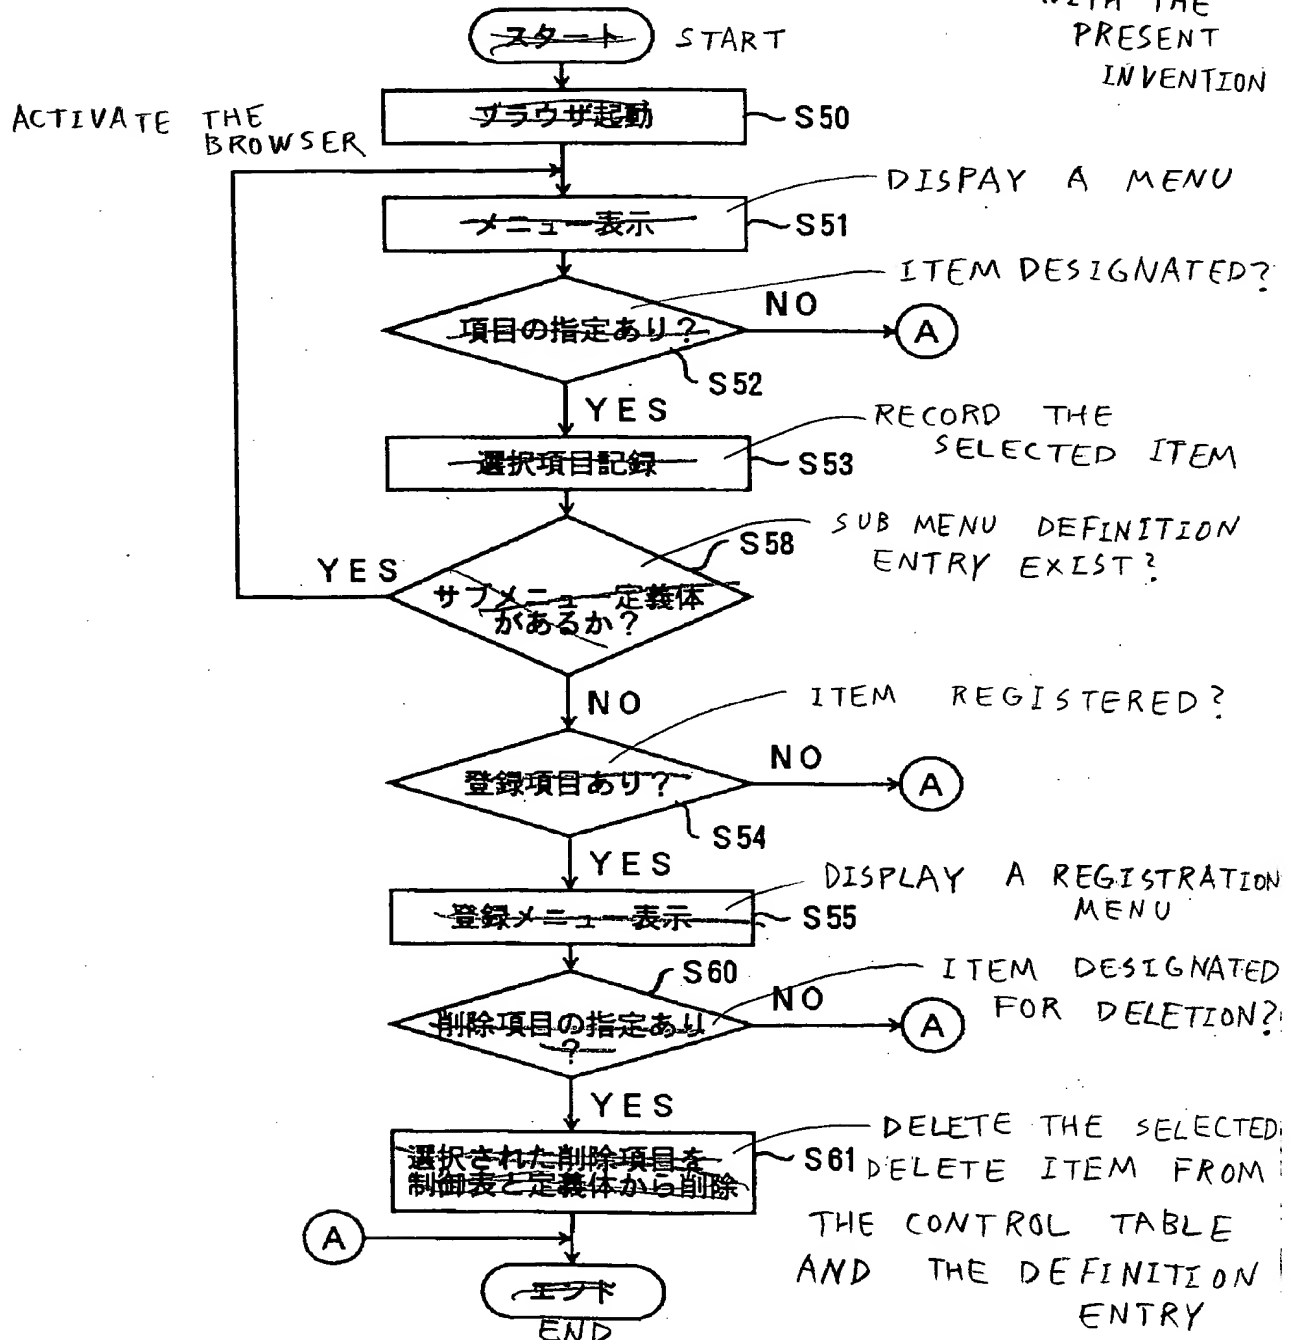 WITH THE
PRESENT
INVENTION
スタート START
ACTIVATE THE
BROWSER
ブラウザ起動 S50
DISPAY A MENU
メニュー表示 S51
ITEM DESIGNATED?
項目の指定あり? NO A
S52
YES
RECORD THE
SELECTED ITEM
選択項目記録 S53
SUB MENU DEFINITION
ENTRY EXIST?
S58
YES
サブメニュー定義体
があるか?
NO
ITEM REGISTERED?
登録項目あり? NO A
S54
YES
DISPLAY A REGISTRATION
MENU
登録メニュー表示 S55
S60
ITEM DESIGNATED
FOR DELETION?
削除項目の指定あり
?
NO A
YES
DELETE THE SELECTED
DELETE ITEM FROM
THE CONTROL TABLE
AND THE DEFINITION
ENTRY
選択された削除項目を
制御表と定義体から削除
S61
A
エンド
END